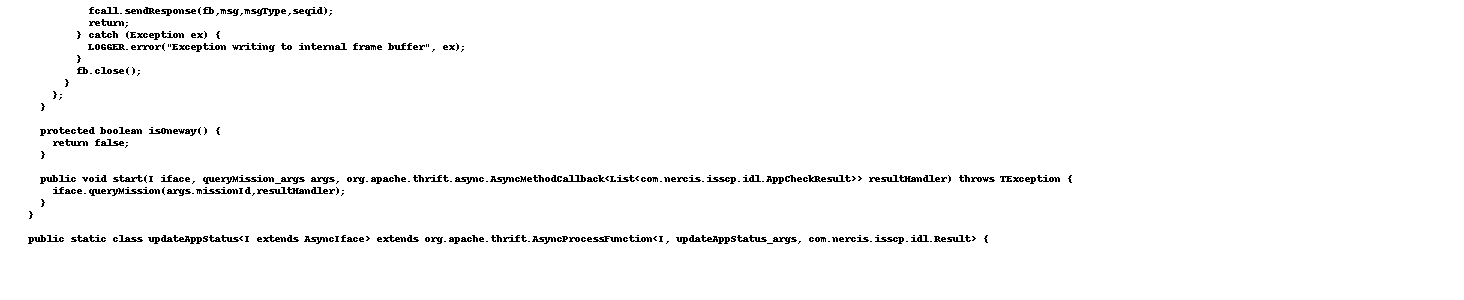 fcall.sendResponse(fb,msg,msgType,seqid);
return;
} catch (Exception ex) {
LOGGER.error("Exception writing to internal frame buffer", ex);
}
fb.close();
}
};
}
protected boolean isOneway() {
return false;
}
public void start(I iface, queryMission_args args, org.apache.thrift.async.AsyncMethodCallback<List<com.nercis.isscp.idl.AppCheckResult>> resultHandler) throws TException {
iface.queryMission(args.missionId,resultHandler);
}
}
public static class updateAppStatus<I extends AsyncIface> extends org.apache.thrift.AsyncProcessFunction<I, updateAppStatus_args, com.nercis.isscp.idl.Result> {